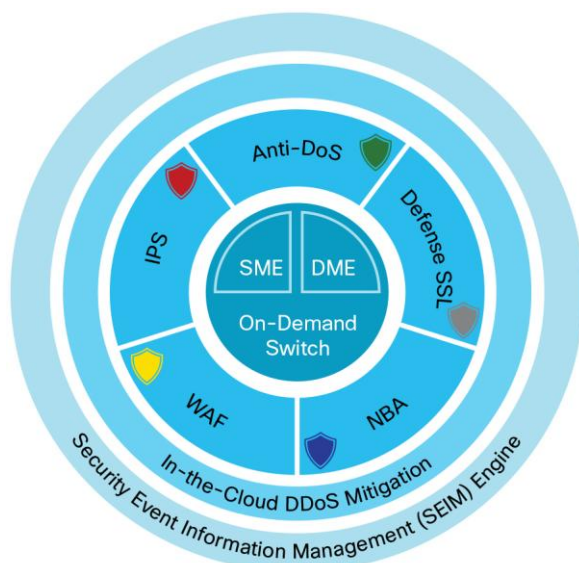 Anti-DoS
IPS
Defense SSL
SME
DME
On-Demand
Switch
WAF
NBA
In-the-Cloud DDoS Mitigation
Security Event Information Management (SEIM) Engine